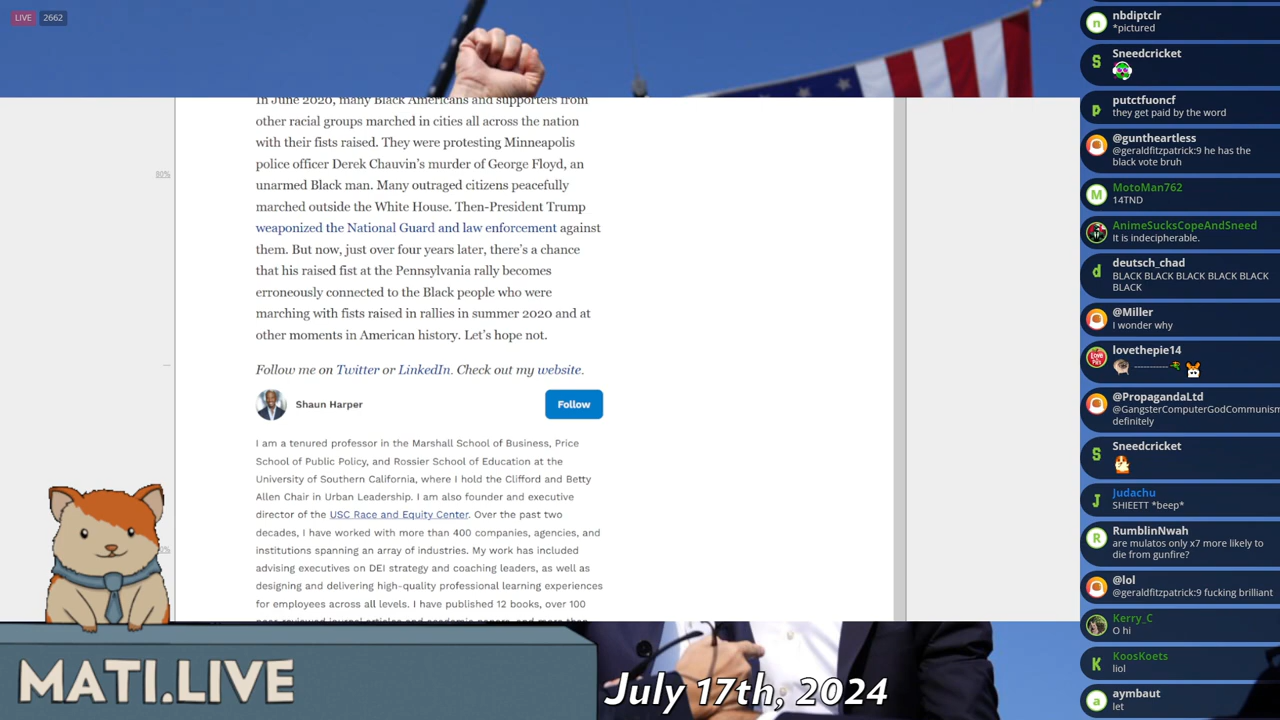 LIVE 2662
In June 2020, many Black Americans and supporters from
other racial groups marched in cities all across the nation
with their fists raised. They were protesting Minneapolis
police officer Derek Chauvin's murder of George Floyd, an
unarmed Black man. Many outraged citizens peacefully
marched outside the White House. Then-President Trump
weaponized the National Guard and law enforcement against
them. But now, just over four years later, there's a chance
that his raised fist at the Pennsylvania rally becomes
erroneously connected to the Black people who were
marching with fists raised in rallies in summer 2020 and at
other moments in American history. Let's hope not.
Follow me on Twitter or LinkedIn. Check out my website.
Shaun Harper
Follow
I am a tenured professor in the Marshall School of Business, Price
School of Public Policy, and Rossier School of Education at the
University of Southern California, where I hold the Clifford and Betty
Allen Chair in Urban Leadership. I am also founder and executive
director of the USC Race and Equity Center. Over the past two
decades, I have worked with more than 400 companies, agencies, and
institutions spanning an array of industries. My work has included
advising executives on DEI strategy and coaching leaders, as well as
designing and delivering high-quality professional learning experiences
for employees across all levels. I have published 12 books, over 100
80%
MATI.LIVE
July 17th, 2024
nbdiptclr
*pictured
Sneedcricket
putctfuoncf
they get paid by the word
@guntheartless
@geraldfitzpatrick:9 he has the
black vote bruh
MotoMan762
14TND
AnimeSucksCopeAndSneed
It is indecipherable.
deutsch_chad
BLACK BLACK BLACK BLACK BLACK
BLACK
@Miller
I wonder why
lovethepie14
-----------
@PropagandaLtd
@GangsterComputerGodCommunism
definitely
Sneedcricket
Judachu
SHIEETT *beep*
RumblinNwah
are mulatos only x7 more likely to
die from gunfire?
@lol
@geraldfitzpatrick:9 fucking brilliant
Kerry_C
O hi
KoosKoets
liol
aymbaut
let